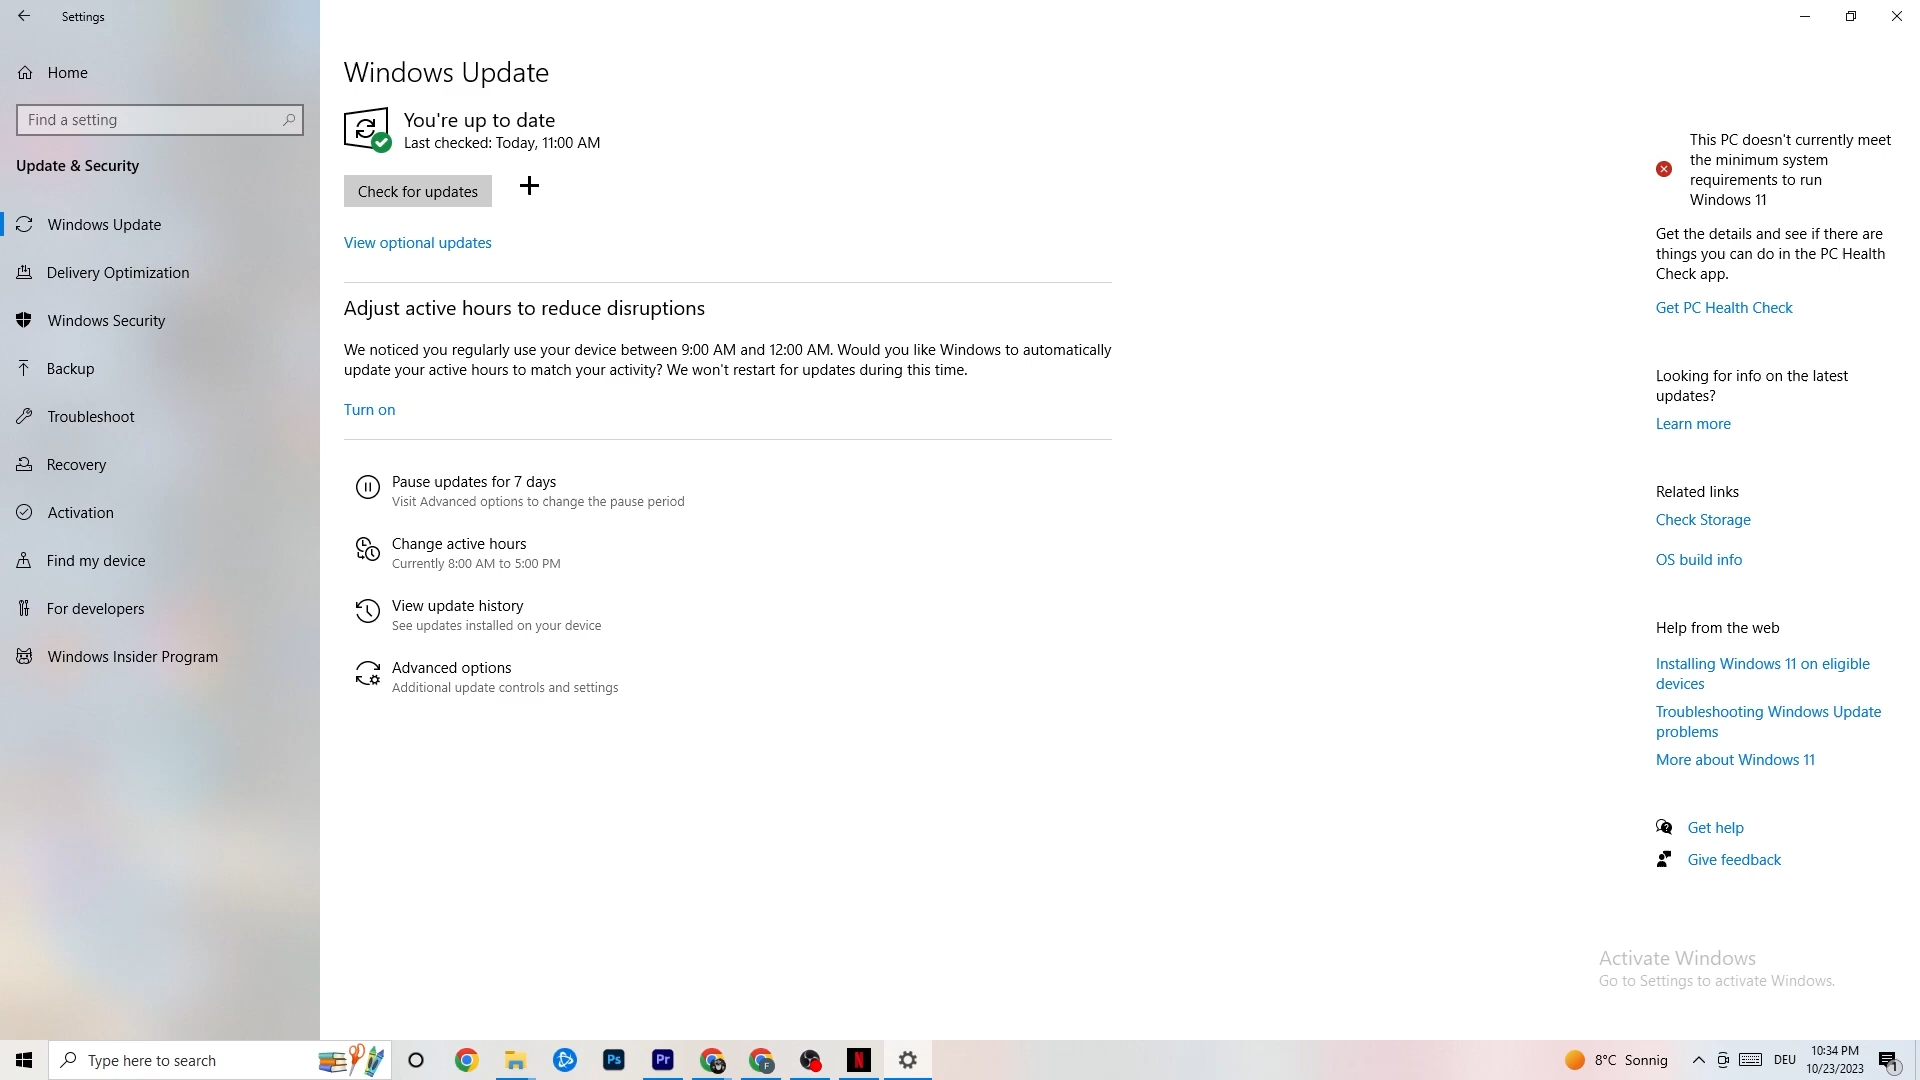 Settings
Home
Find a setting
Update & Security
Windows Update
Delivery Optimization
Windows Security
Backup
Troubleshoot
Recovery
Activation
Find my device
For developers
Windows Insider Program
Windows Update
You're up to date
Last checked: Today, 11:00 AM
Check for updates
View optional updates
Adjust active hours to reduce disruptions
We noticed you regularly use your device between 9:00 AM and 12:00 AM. Would you like Windows to automatically
update your active hours to match your activity? We won't restart for updates during this time.
Turn on
Pause updates for 7 days
Visit Advanced options to change the pause period
Change active hours
Currently 8:00 AM to 5:00 PM
View update history
See updates installed on your device
Advanced options
Additional update controls and settings
This PC doesn't currently meet
the minimum system
requirements to run
Windows 11
Get the details and see if there are
things you can do in the PC Health
Check app.
Get PC Health Check
Looking for info on the latest
updates?
Learn more
Related links
Check Storage
OS build info
Help from the web
Installing Windows 11 on eligible
devices
Troubleshooting Windows Update
problems
More about Windows 11
Get help
Give feedback
Activate Windows
Go to Settings to activate Windows.
Type here to search
Ps
Pr
F
N
8°C Sonnig
DEU
10:34 PM
10/23/2023
1